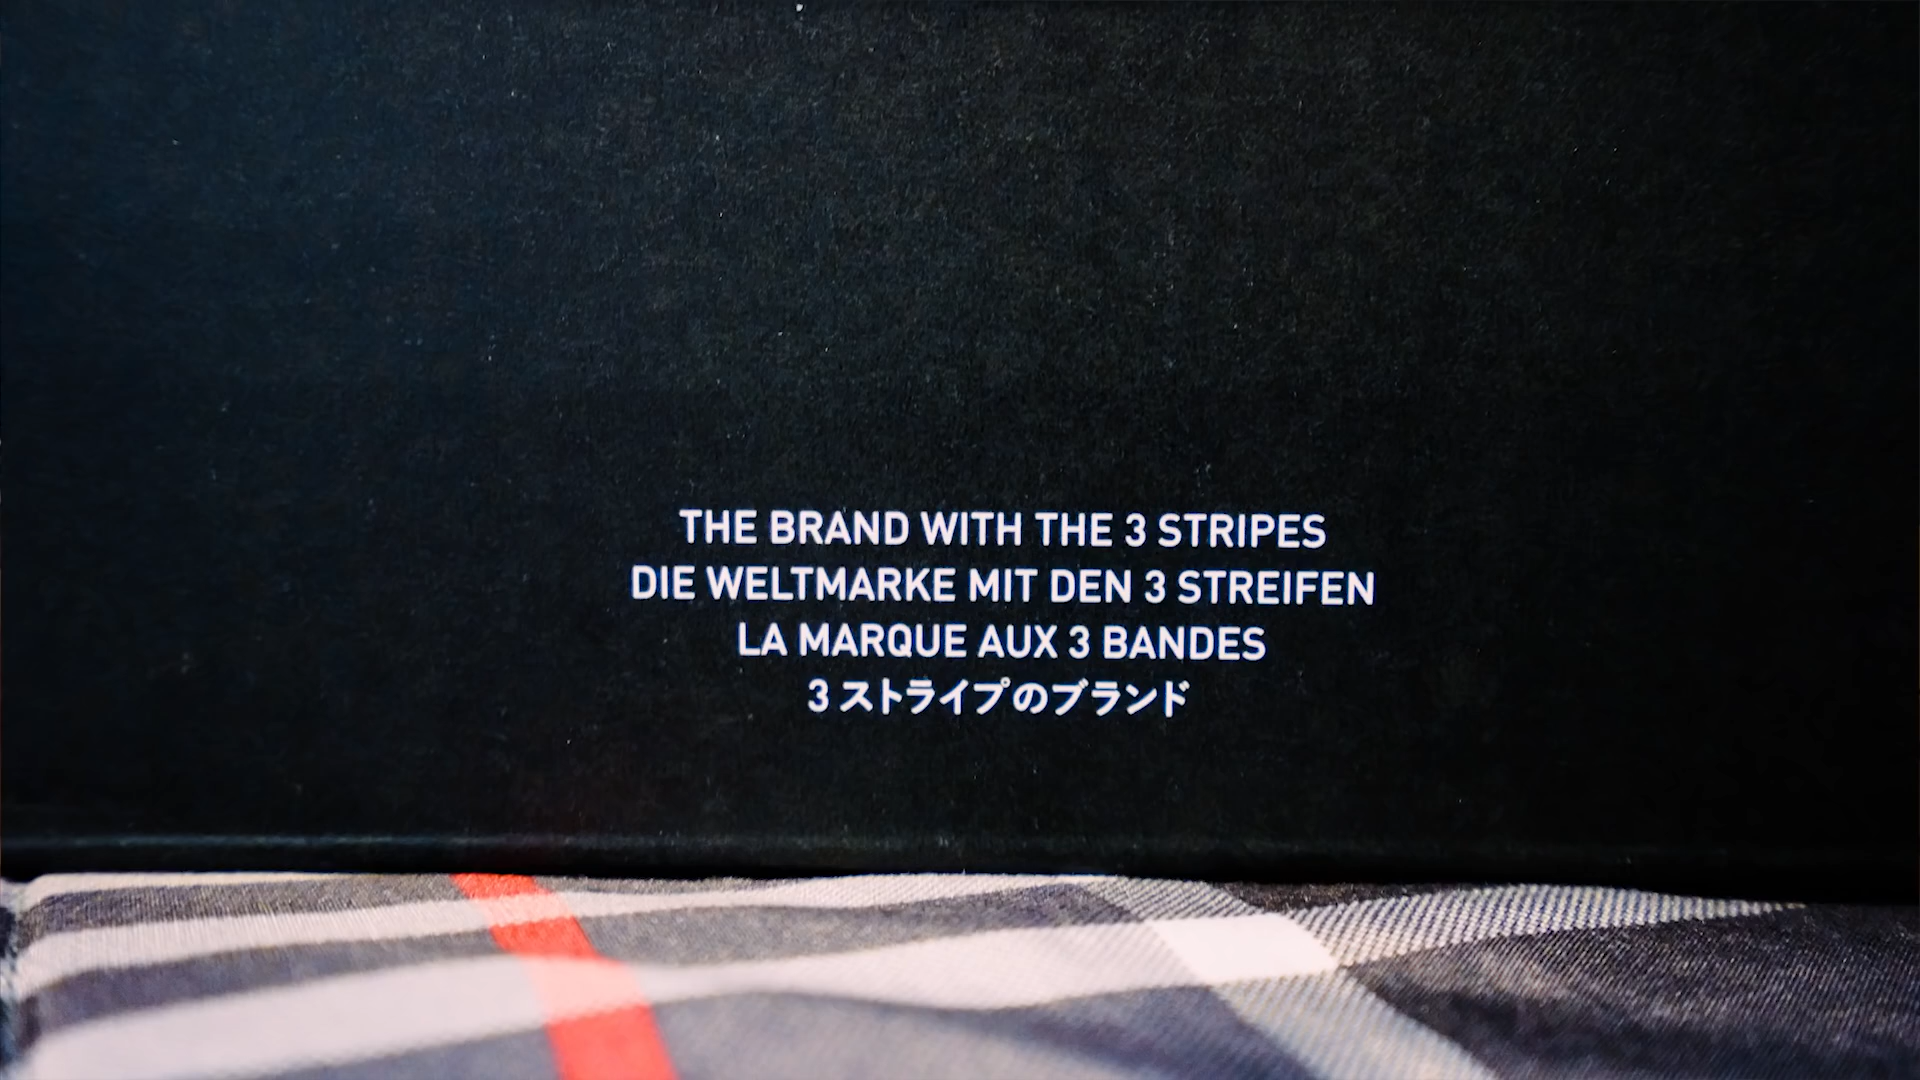 THE BRAND WITH THE 3 STRIPES
DIE WELTMARKE MIT DEN 3 STREIFEN
LA MARQUE AUX 3 BANDES
3 ストライプのブランド